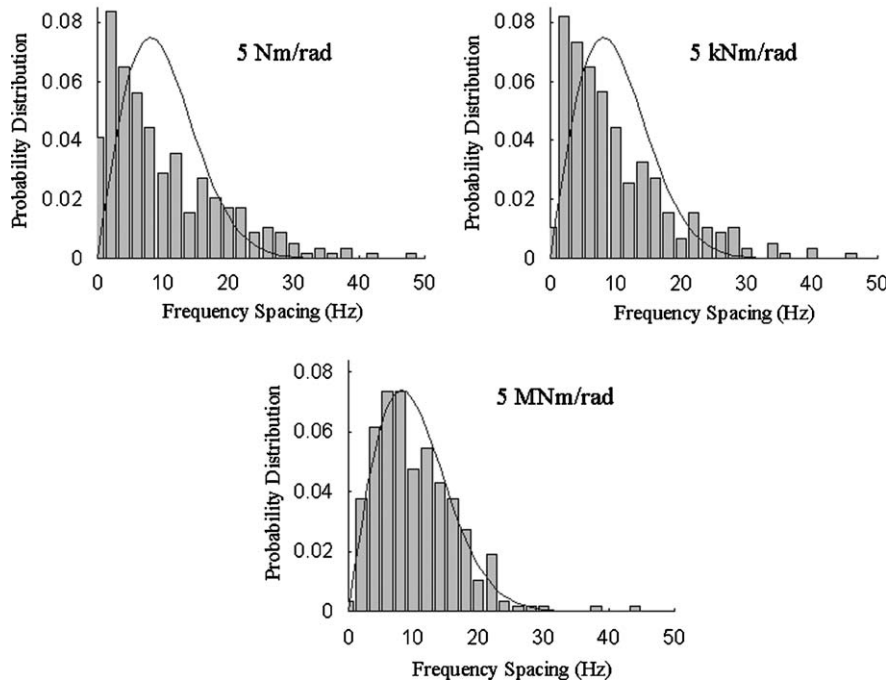 0.08
0.06
0.04
0.02
0
Probability Distribution
5 Nm/rad
0 10 20 30 40 50
Frequency Spacing (Hz)
0.08
0.06
0.04
0.02
0
Probability Distribution
5 kNm/rad
0 10 20 30 40 50
Frequency Spacing (Hz)
0.08
0.06
0.04
0.02
0
Probability Distribution
5 MNm/rad
0 10 20 30 40 50
Frequency Spacing (Hz)